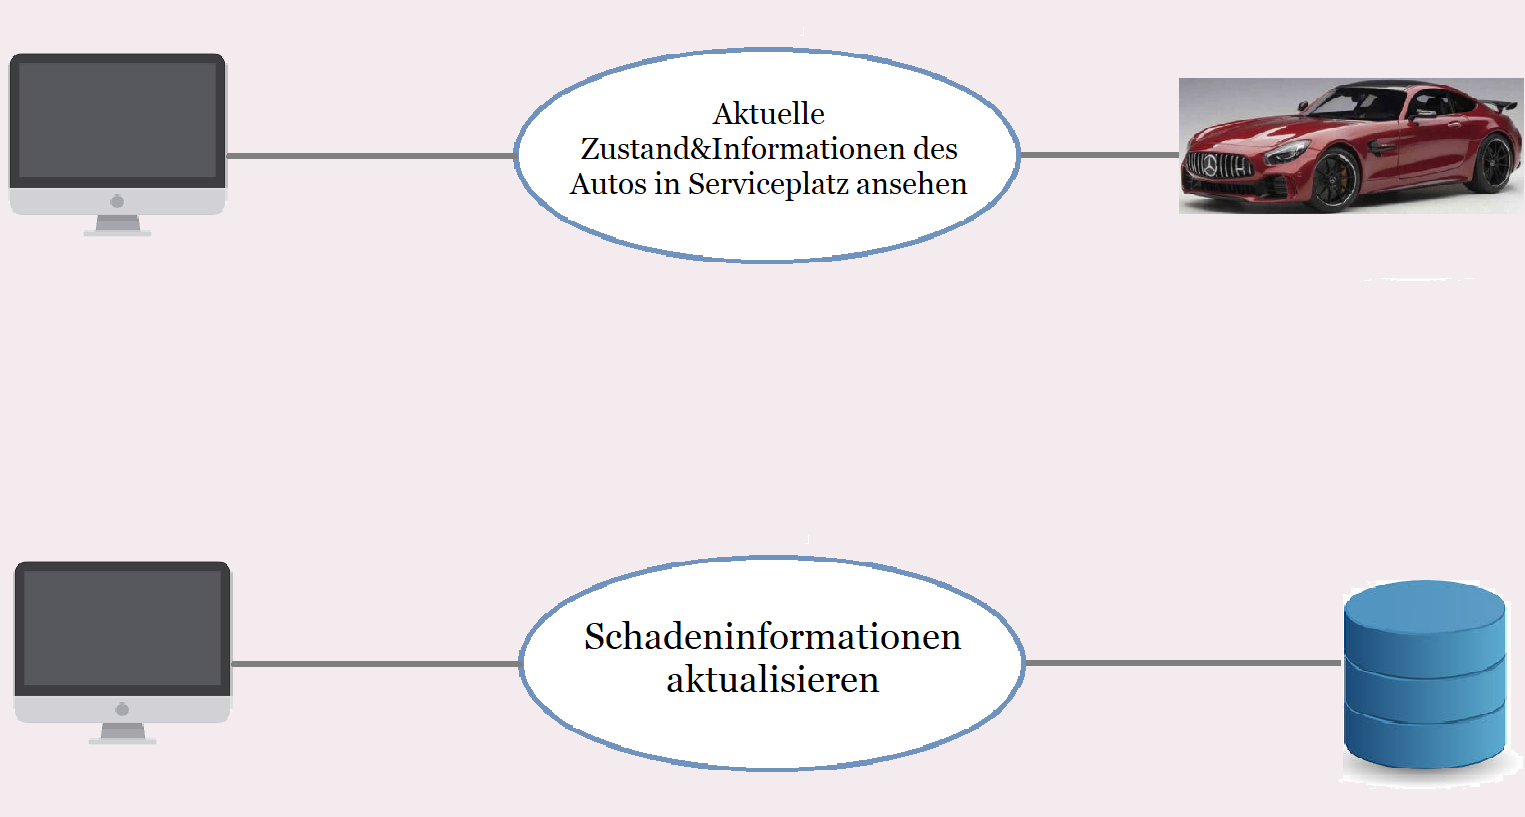 Aktuelle
Zustand&Informationen des
Autos in Serviceplatz ansehen
Schadeninformationen
aktualisieren